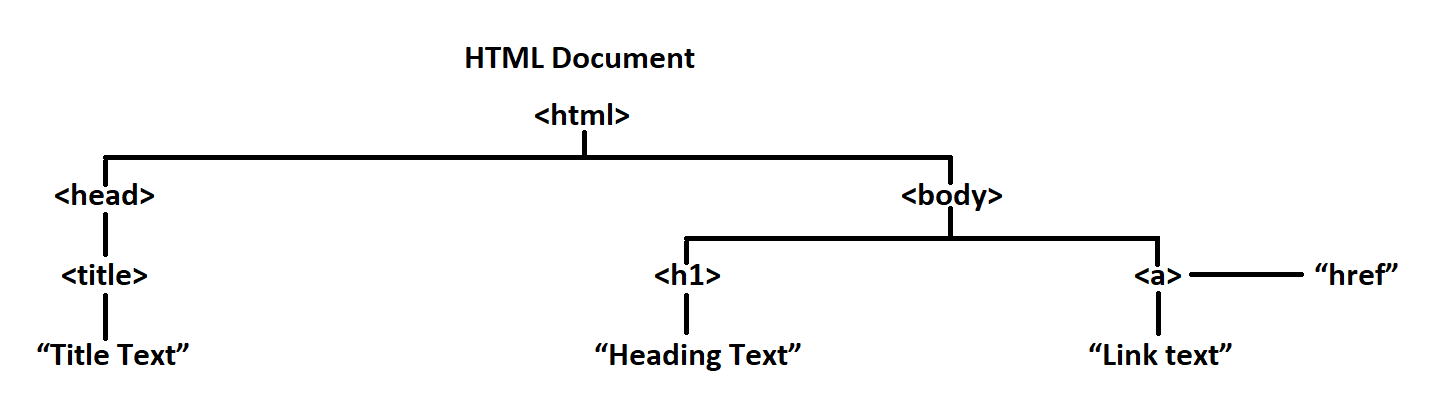 HTML Document
<html>
<head>
<body>
<title>
<h1>
<a>
“href”
“Title Text”
“Heading Text”
“Link text”